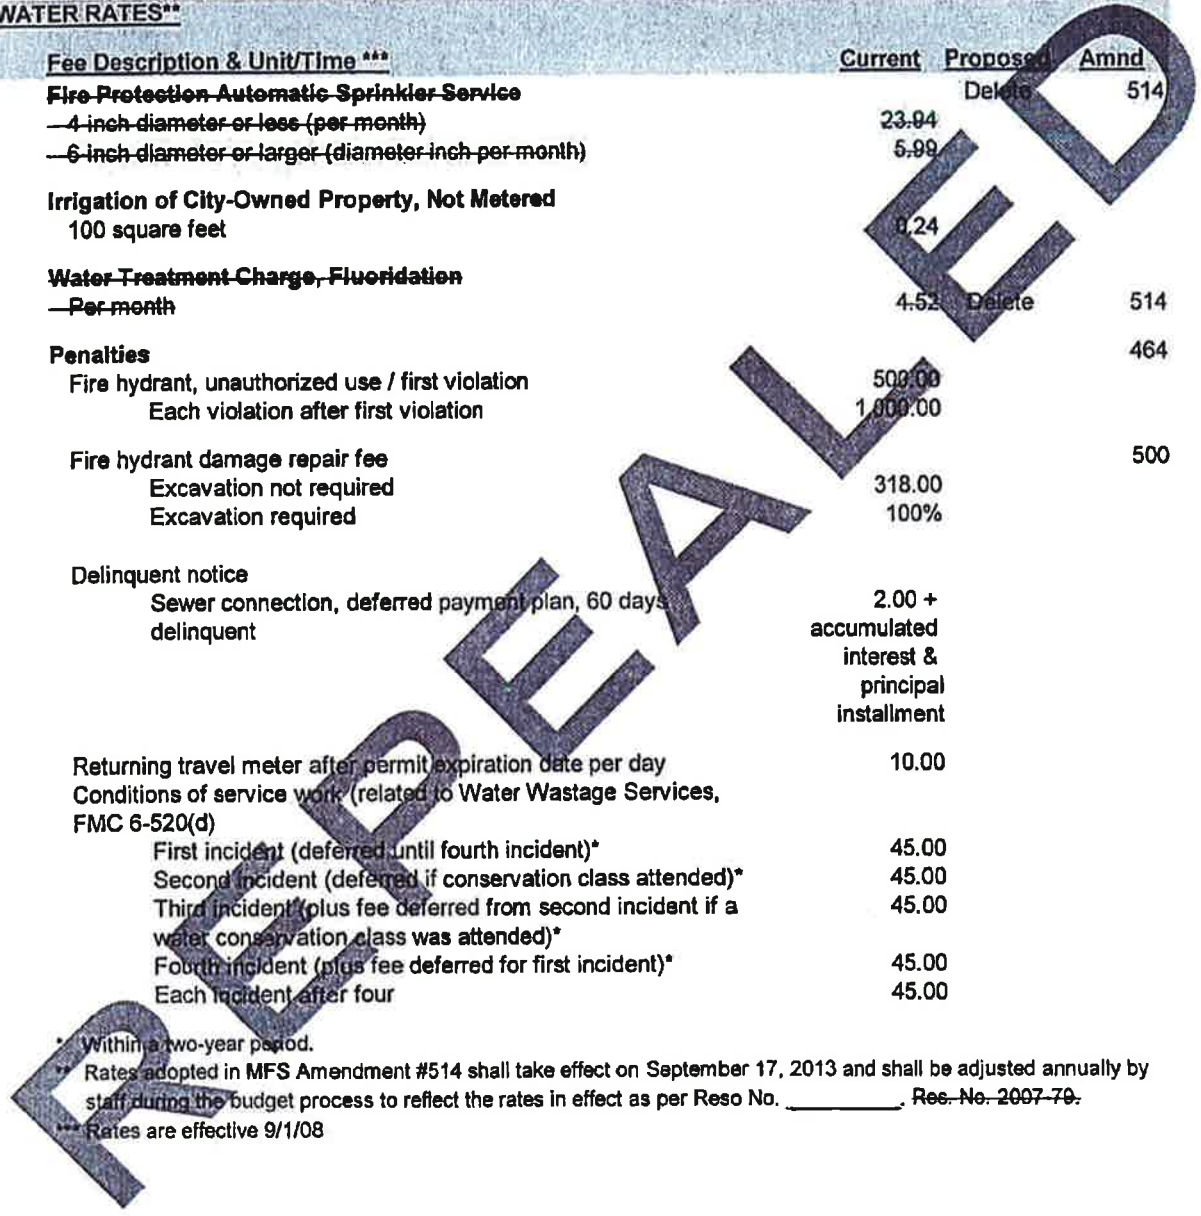 WATER RATES**
Fee Description & Unit/Time *** Current Proposed Amnd
Fire Protection Automatic Sprinkler Service Delete 514
4 inch diameter or less (per month) 23.94
6-inch diameter or larger (diameter inch per month) 5.99
Irrigation of City-Owned Property, Not Metered
100 square feet 0.24
Water Treatment Charge, Fluoridation
Per month 4.52 Delete 514
Penalties 464
Fire hydrant, unauthorized use / first violation 500.00
Each violation after first violation 1,000.00
Fire hydrant damage repair fee 500
Excavation not required 318.00
Excavation required 100%
Delinquent notice
Sewer connection, deferred payment plan, 60 days 2.00 +
delinquent accumulated
interest &
principal
installment
Returning travel meter after permit expiration date per day 10.00
Conditions of service work (related to Water Wastage Services,
FMC 6-520(d)
First incident (deferred until fourth incident)* 45.00
Second incident (deferred if conservation class attended)* 45.00
Third incident (plus fee deferred from second incident if a 45.00
water conservation class was attended)*
Fourth incident (plus fee deferred for first incident)* 45.00
Each incident after four 45.00
* Within a two-year period.
** Rates adopted in MFS Amendment #514 shall take effect on September 17, 2013 and shall be adjusted annually by
staff during the budget process to reflect the rates in effect as per Reso No. __________. Res. No. 2007-79.
*** Rates are effective 9/1/08
REPEALED